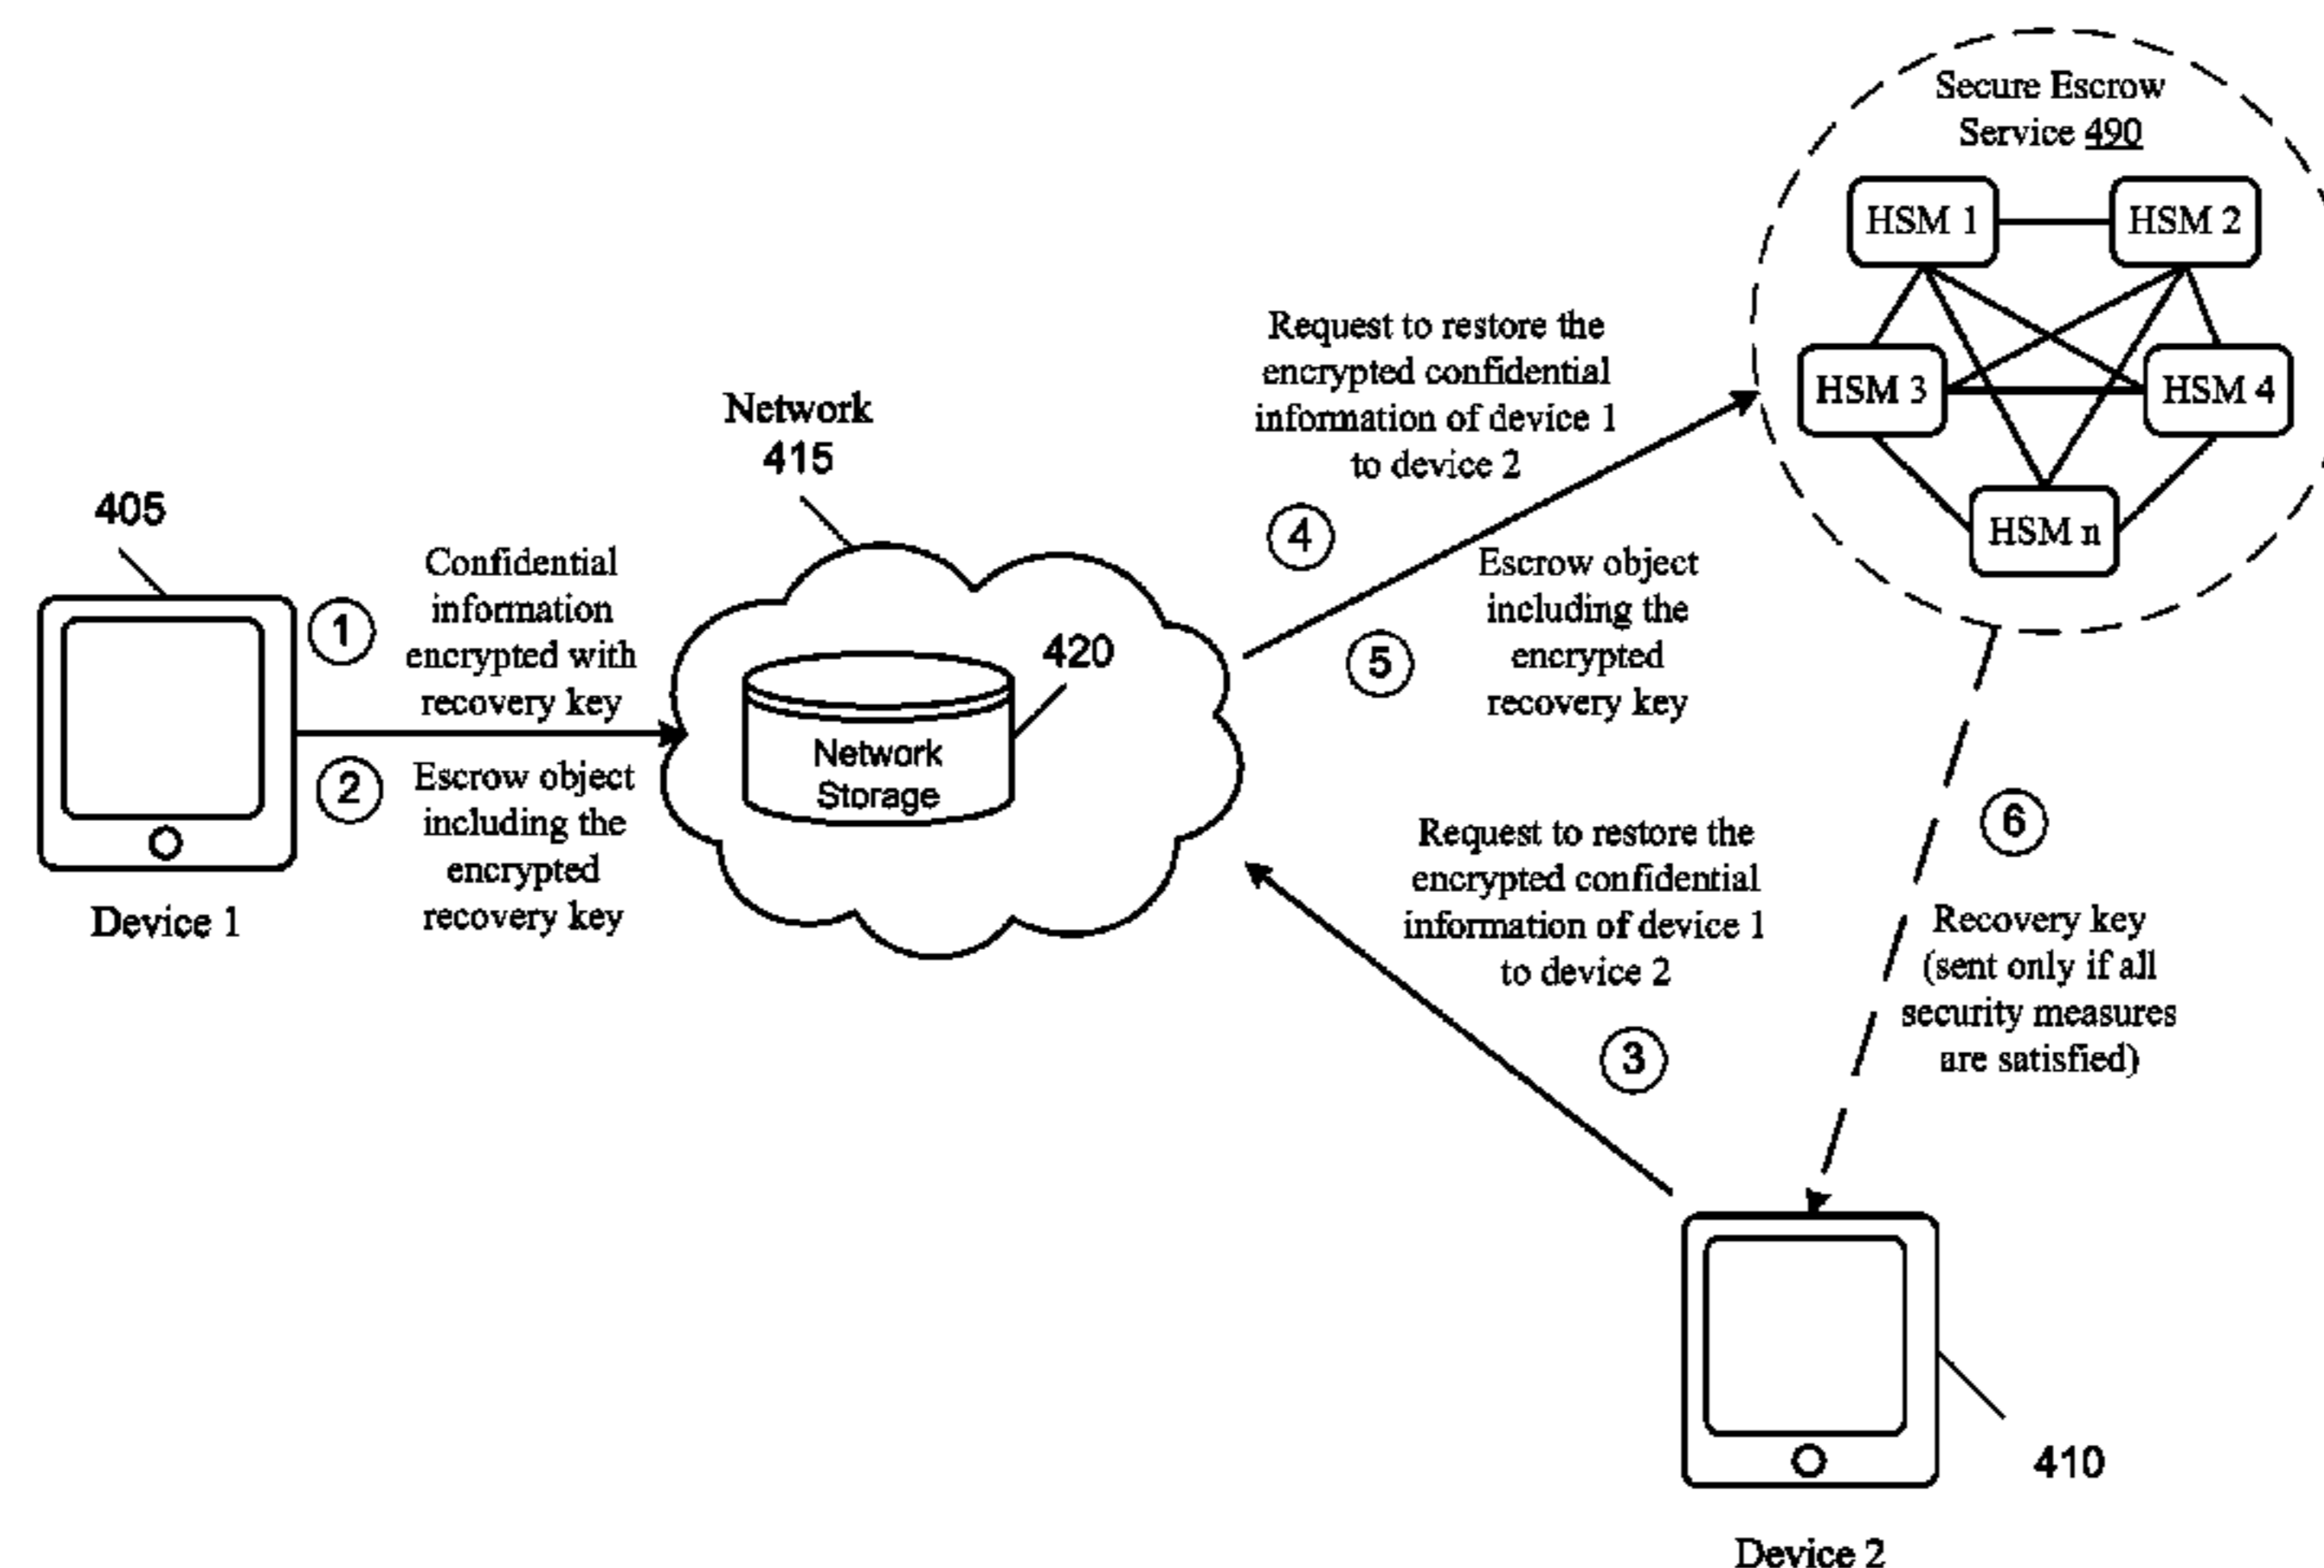 Secure Escrow
Service 490
HSM 1
HSM 2
HSM 3
HSM 4
HSM n
Request to restore the
encrypted confidential
information of device 1
to device 2
4
Network
415
405
Confidential
information
encrypted with
recovery key
1
Escrow object
including the
encrypted
recovery key
5
420
Network
Storage
2
Escrow object
including the
encrypted
recovery key
Device 1
Request to restore the
encrypted confidential
information of device 1
to device 2
3
6
Recovery key
(sent only if all
security measures
are satisfied)
410
Device 2